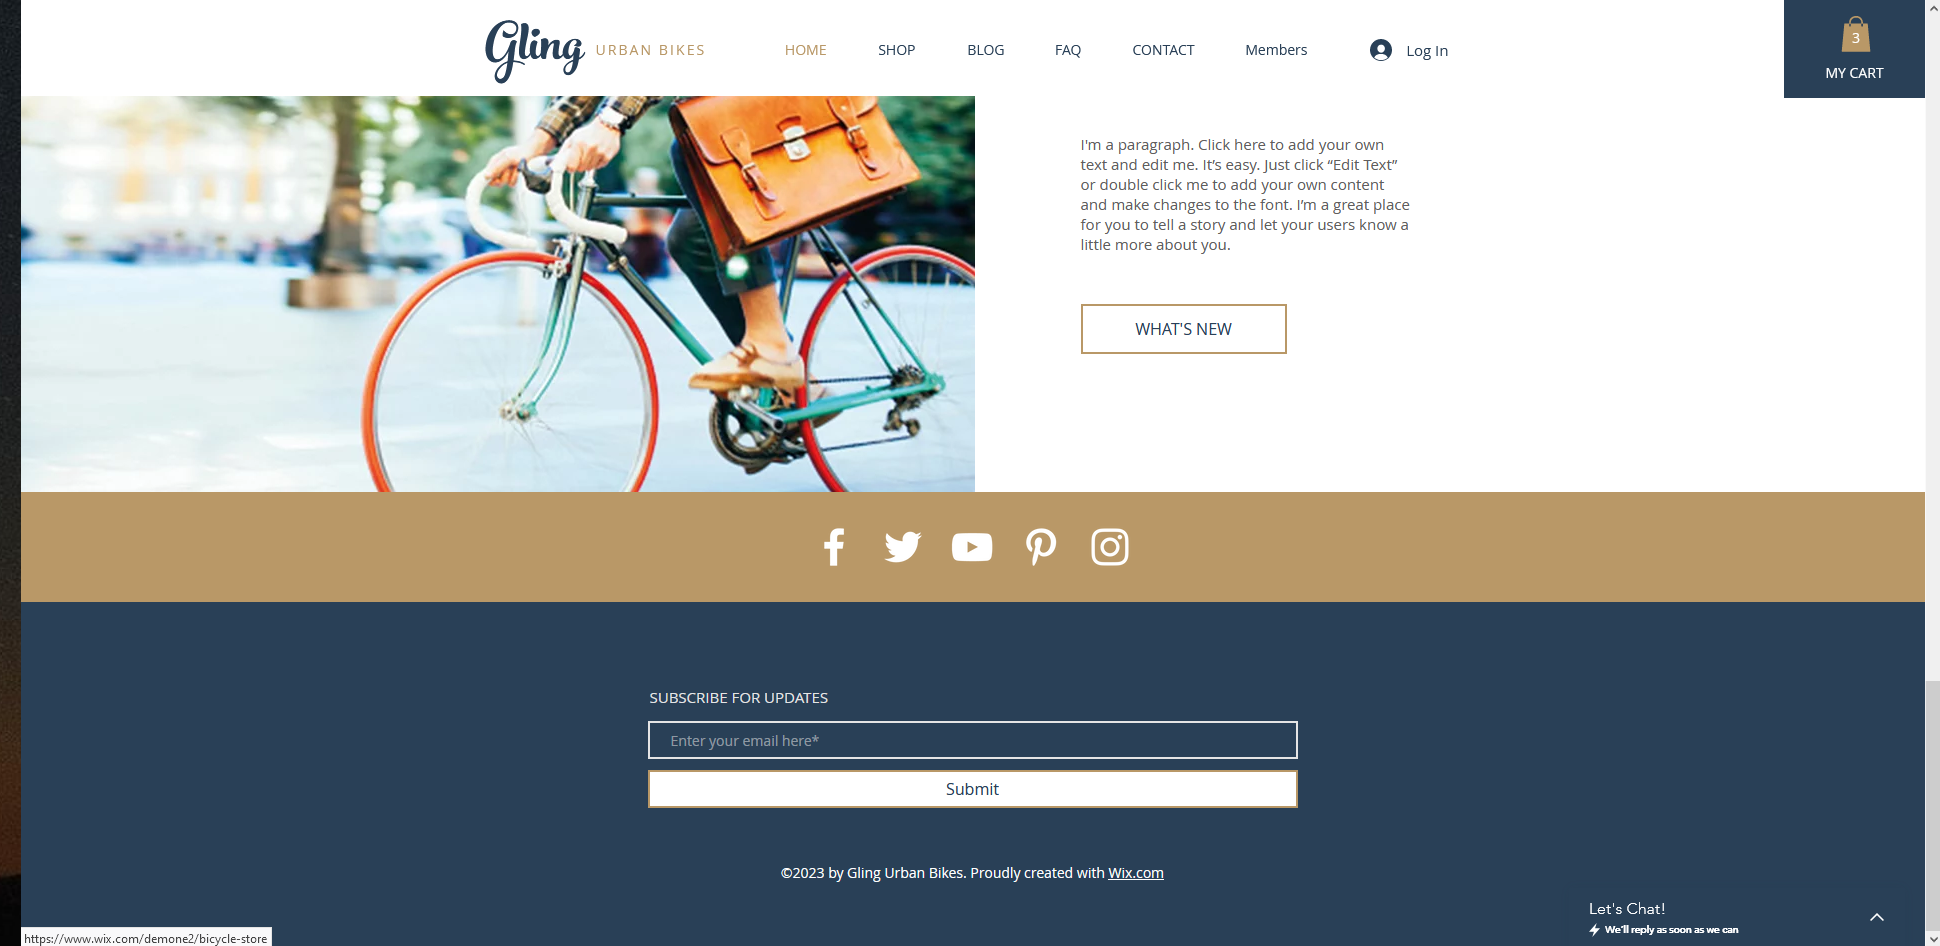 Gling URBAN BIKES
HOME SHOP BLOG FAQ CONTACT Members Log In
3
MY CART
I'm a paragraph. Click here to add your own
text and edit me. It’s easy. Just click “Edit Text”
or double click me to add your own content
and make changes to the font. I’m a great place
for you to tell a story and let your users know a
little more about you.
WHAT'S NEW
SUBSCRIBE FOR UPDATES
Enter your email here*
Submit
©2023 by Gling Urban Bikes. Proudly created with Wix.com
Let's Chat!
We'll reply as soon as we can
https://www.wix.com/demone2/bicycle-store